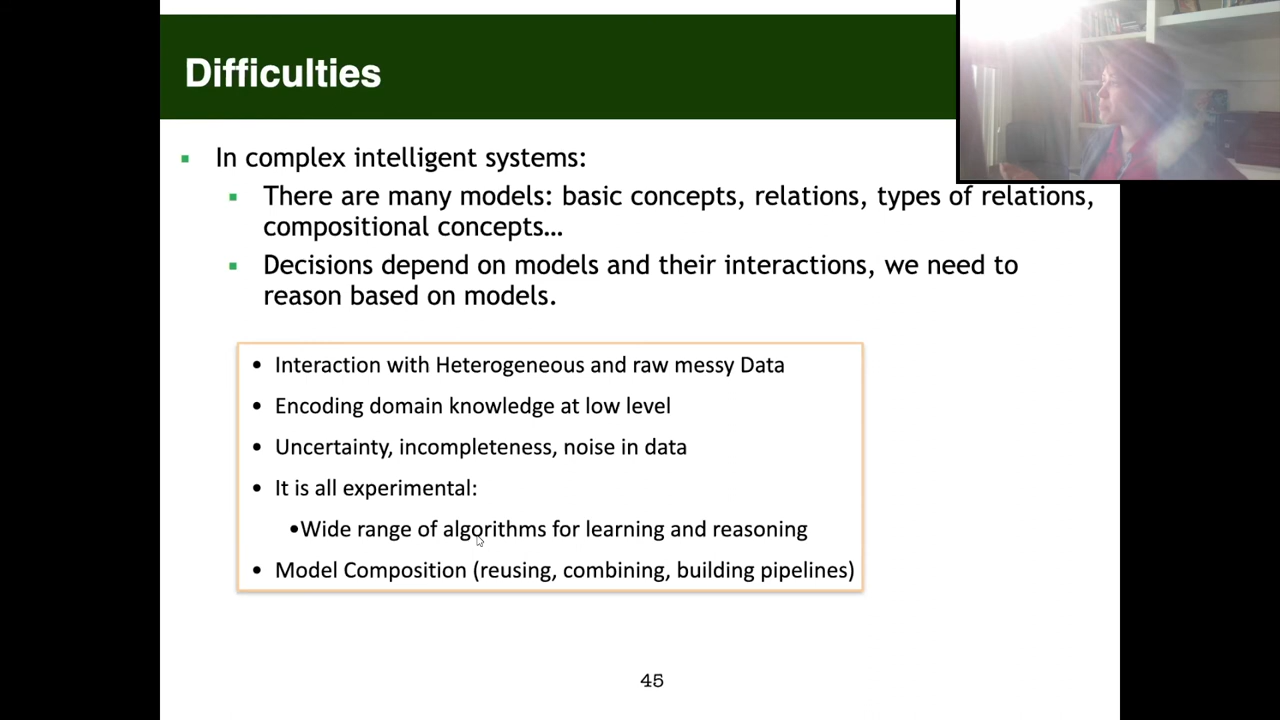 Difficulties
▪ In complex intelligent systems:
▪ There are many models: basic concepts, relations, types of relations,
compositional concepts…
▪ Decisions depend on models and their interactions, we need to
reason based on models.
• Interaction with Heterogeneous and raw messy Data
• Encoding domain knowledge at low level
• Uncertainty, incompleteness, noise in data
• It is all experimental:
•Wide range of algorithms for learning and reasoning
• Model Composition (reusing, combining, building pipelines)
45